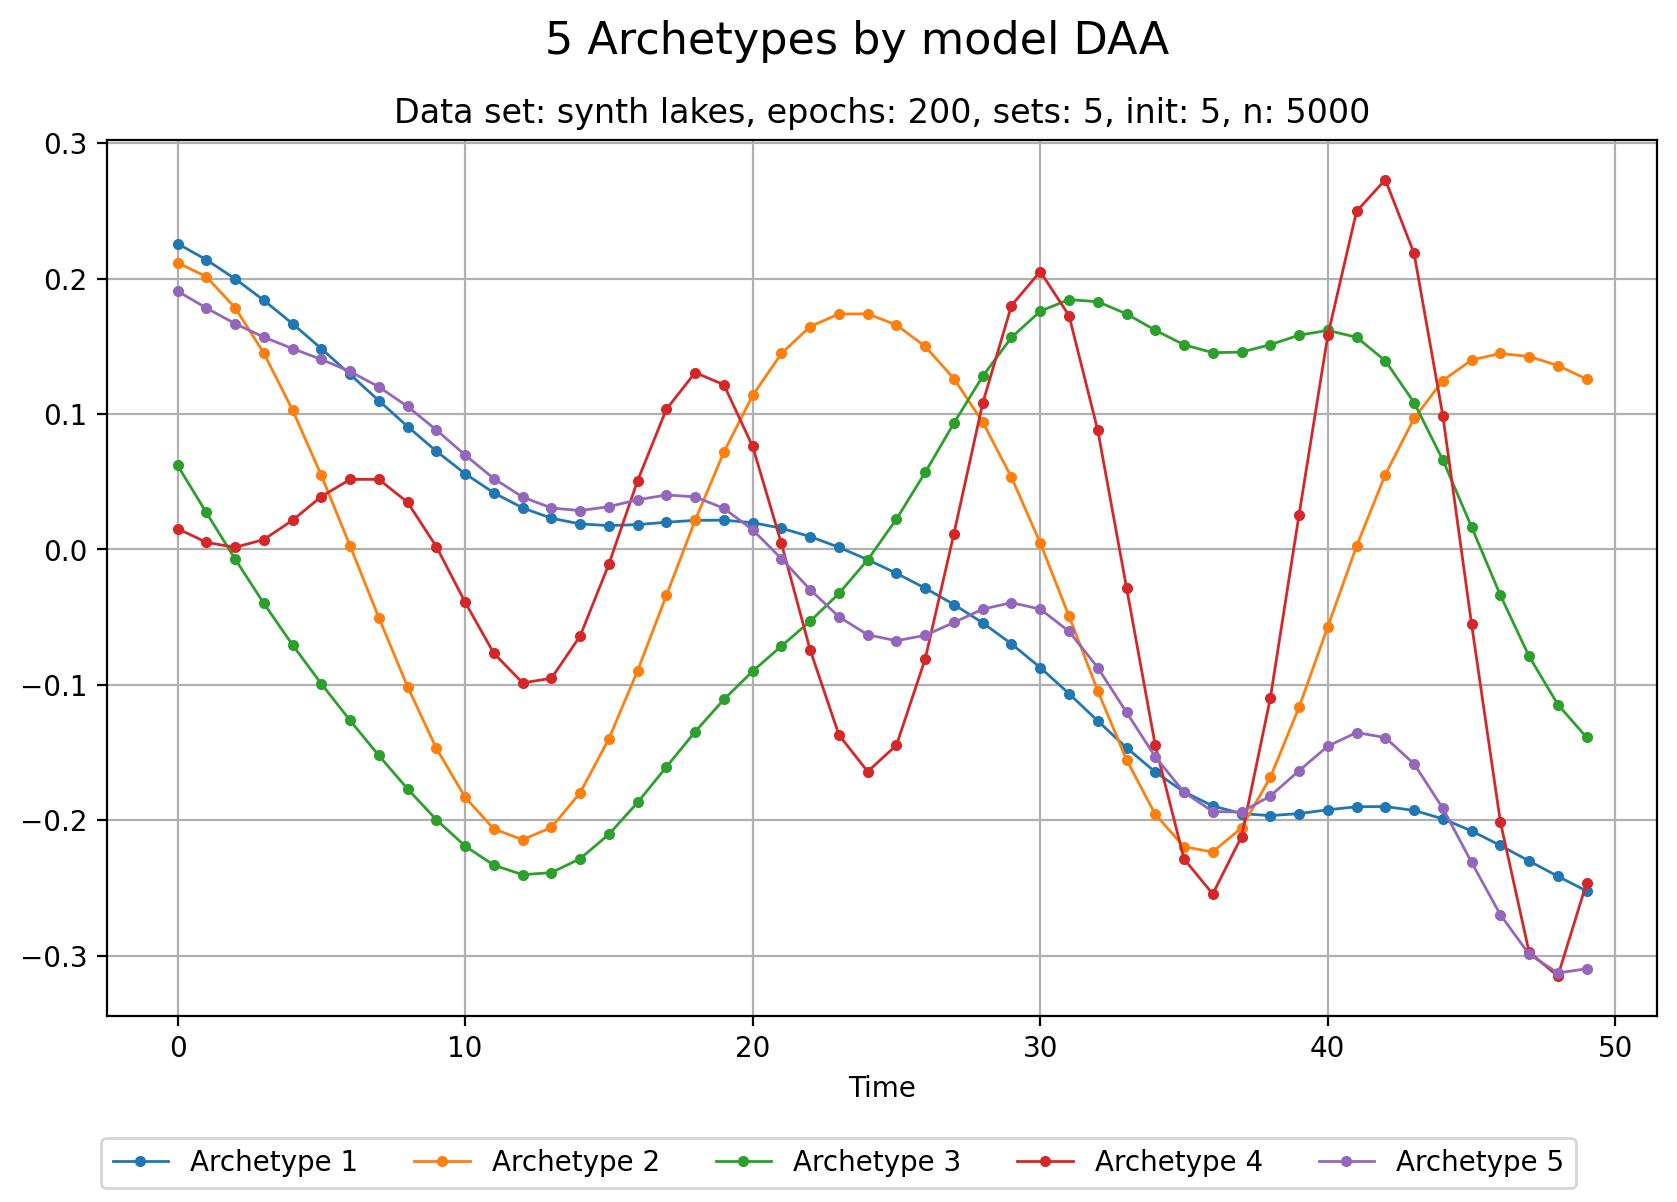 5 Archetypes by model DAA
Data set: synth lakes, epochs: 200, sets: 5, init: 5, n: 5000
0.3
0.2
0.1
0.0
−0.1
−0.2
−0.3
0 10 20 30 40 50
Time
Archetype 1 Archetype 2 Archetype 3 Archetype 4 Archetype 5